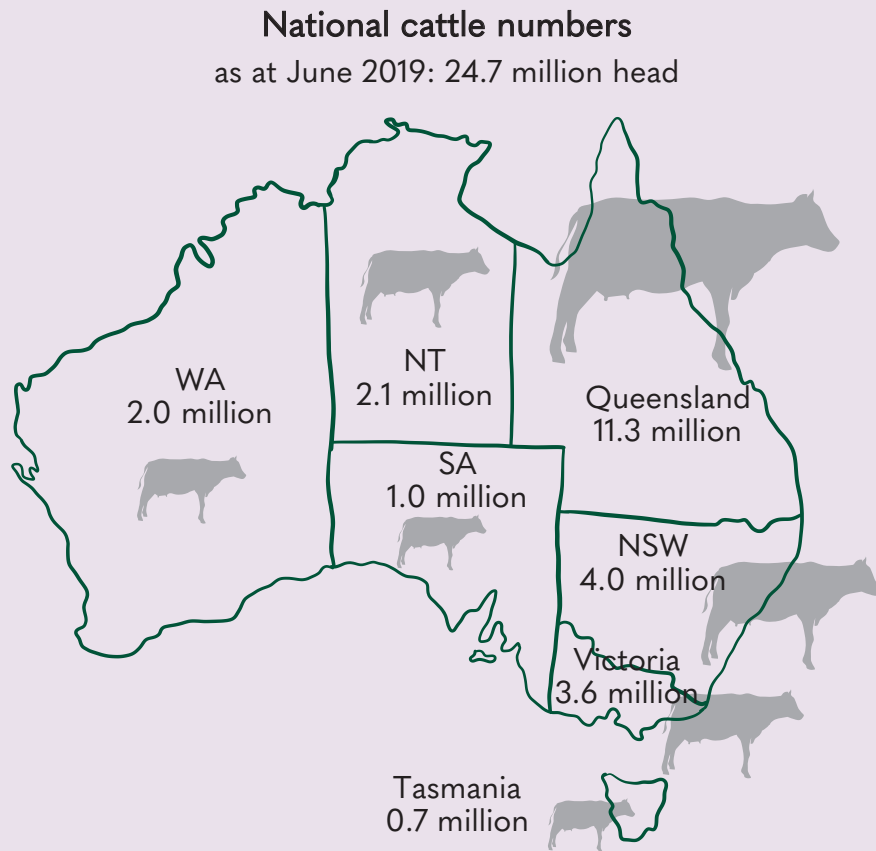 National cattle numbers
as at June 2019: 24.7 million head
NT
2.1 million
WA
2.0 million
Queensland
11.3 million
SA
1.0 million
NSW
4.0 million
Victoria
3.6 million
Tasmania
0.7 million